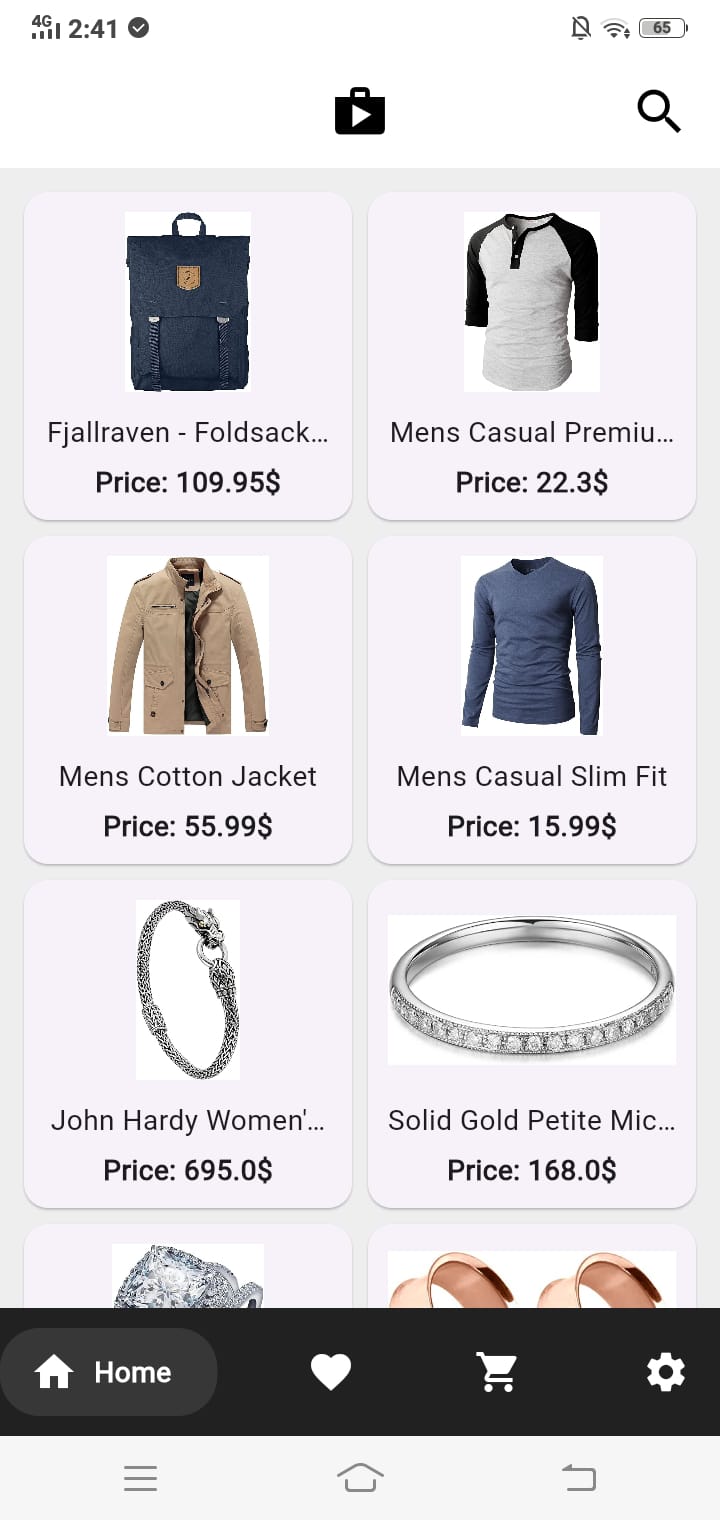 4G 2:41 65
Fjallraven - Foldsack... Mens Casual Premiu...
Price: 109.95$ Price: 22.3$
Mens Cotton Jacket Mens Casual Slim Fit
Price: 55.99$ Price: 15.99$
John Hardy Women'... Solid Gold Petite Mic...
Price: 695.0$ Price: 168.0$
Home